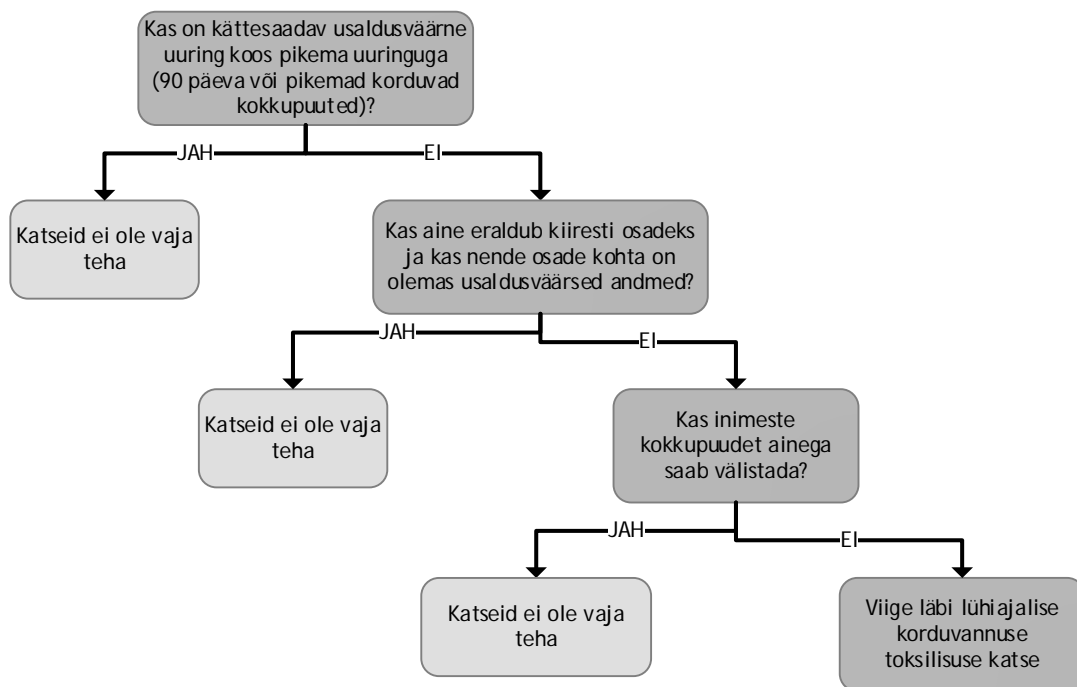 Kas on kättesaadav usaldusväärne
uuring koos pikema uuringuga
(90 päeva või pikemad korduvad
kokkupuuted)?
JAH
EI
Katseid ei ole vaja
teha
Kas aine eraldub kiiresti osadeks
ja kas nende osade kohta on
olemas usaldusväärsed andmed?
JAH
EI
Katseid ei ole vaja
teha
Kas inimeste
kokkupuudet ainega
saab välistada?
JAH
EI
Katseid ei ole vaja
teha
Viige läbi lühiajalise
korduvannuse
toksilisuse katse